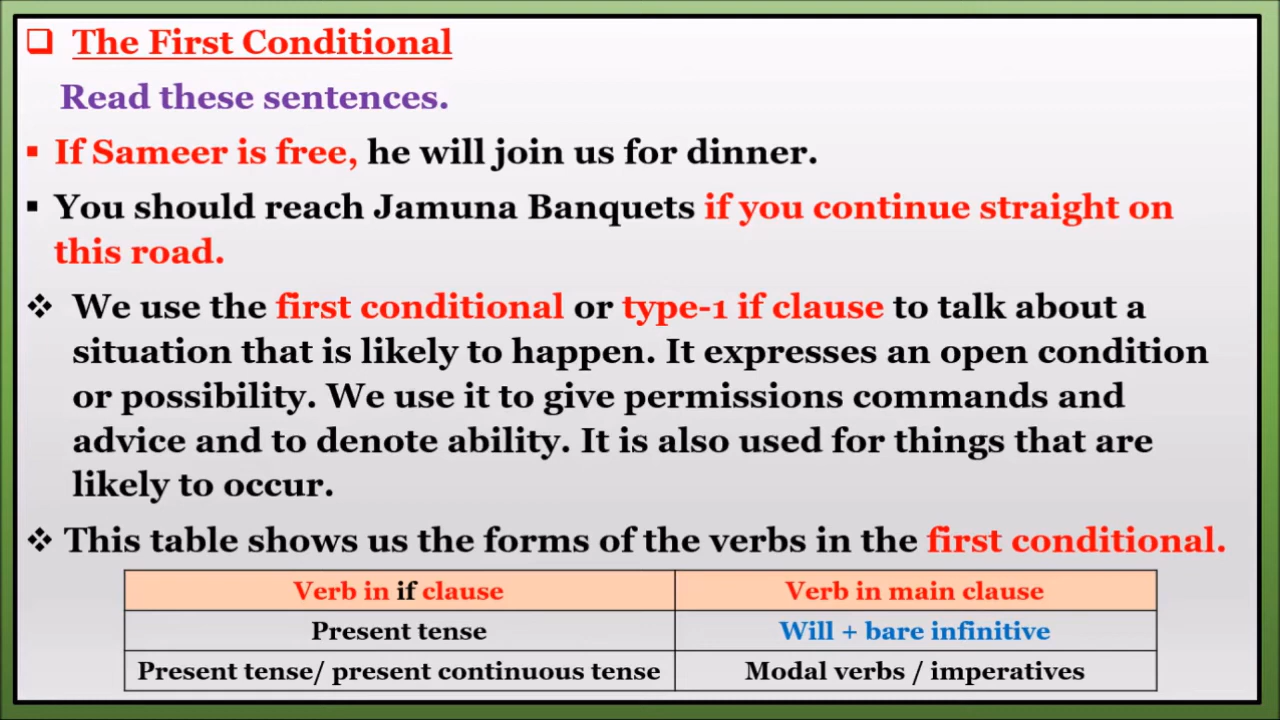 The First Conditional
Read these sentences.
If Sameer is free, he will join us for dinner.
You should reach Jamuna Banquets if you continue straight on
this road.
We use the first conditional or type-1 if clause to talk about a
situation that is likely to happen. It expresses an open condition
or possibility. We use it to give permissions commands and
advice and to denote ability. It is also used for things that are
likely to occur.
This table shows us the forms of the verbs in the first conditional.
Verb in if clause Verb in main clause
Present tense Will + bare infinitive
Present tense/ present continuous tense Modal verbs / imperatives